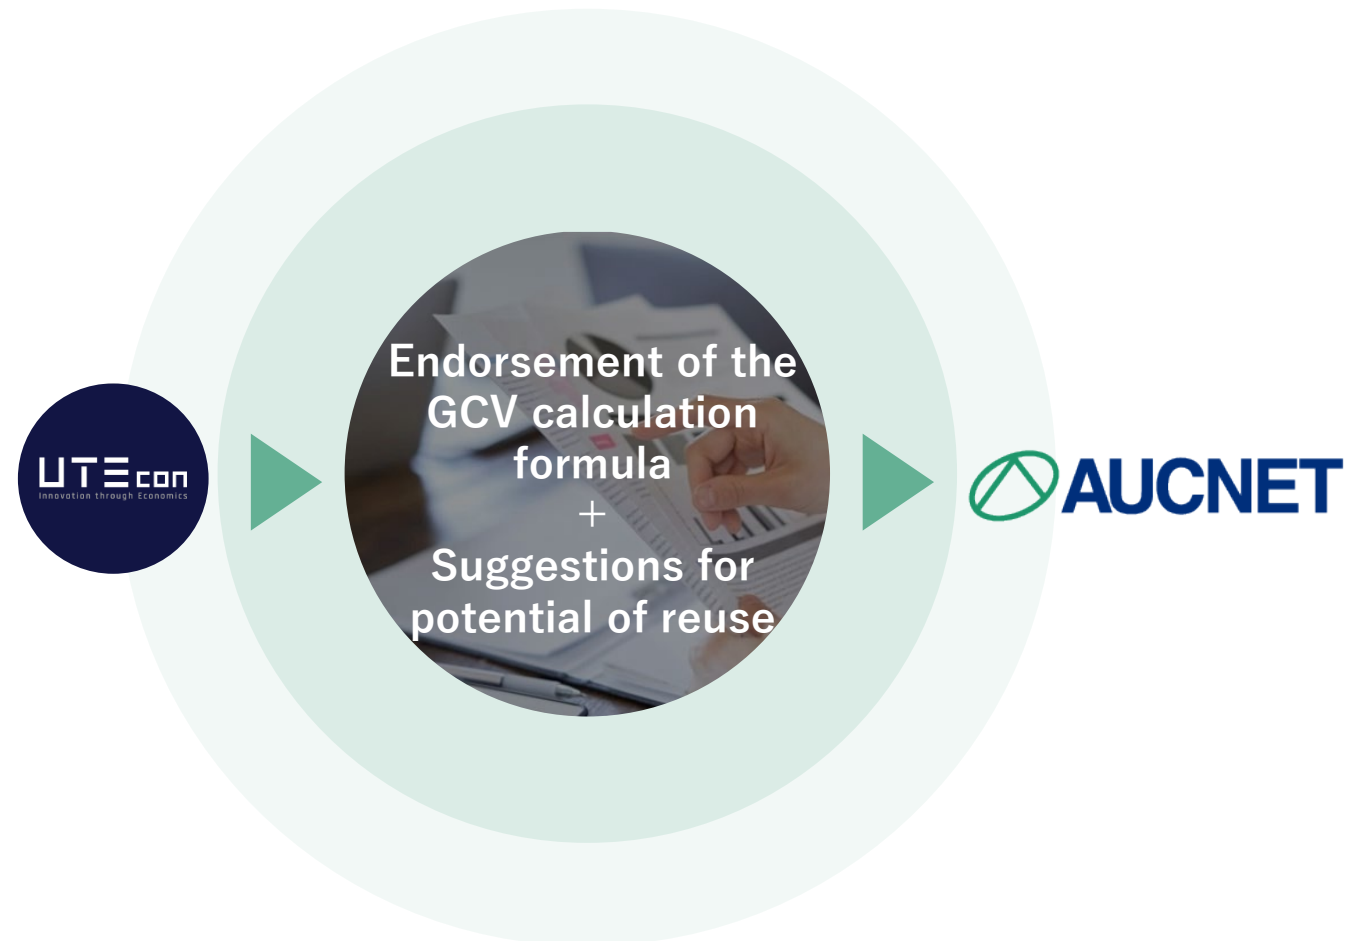 UTEcon
Innovation through Economics
Endorsement of the
GCV calculation
formula
+
Suggestions for
potential of reuse
AUCNET